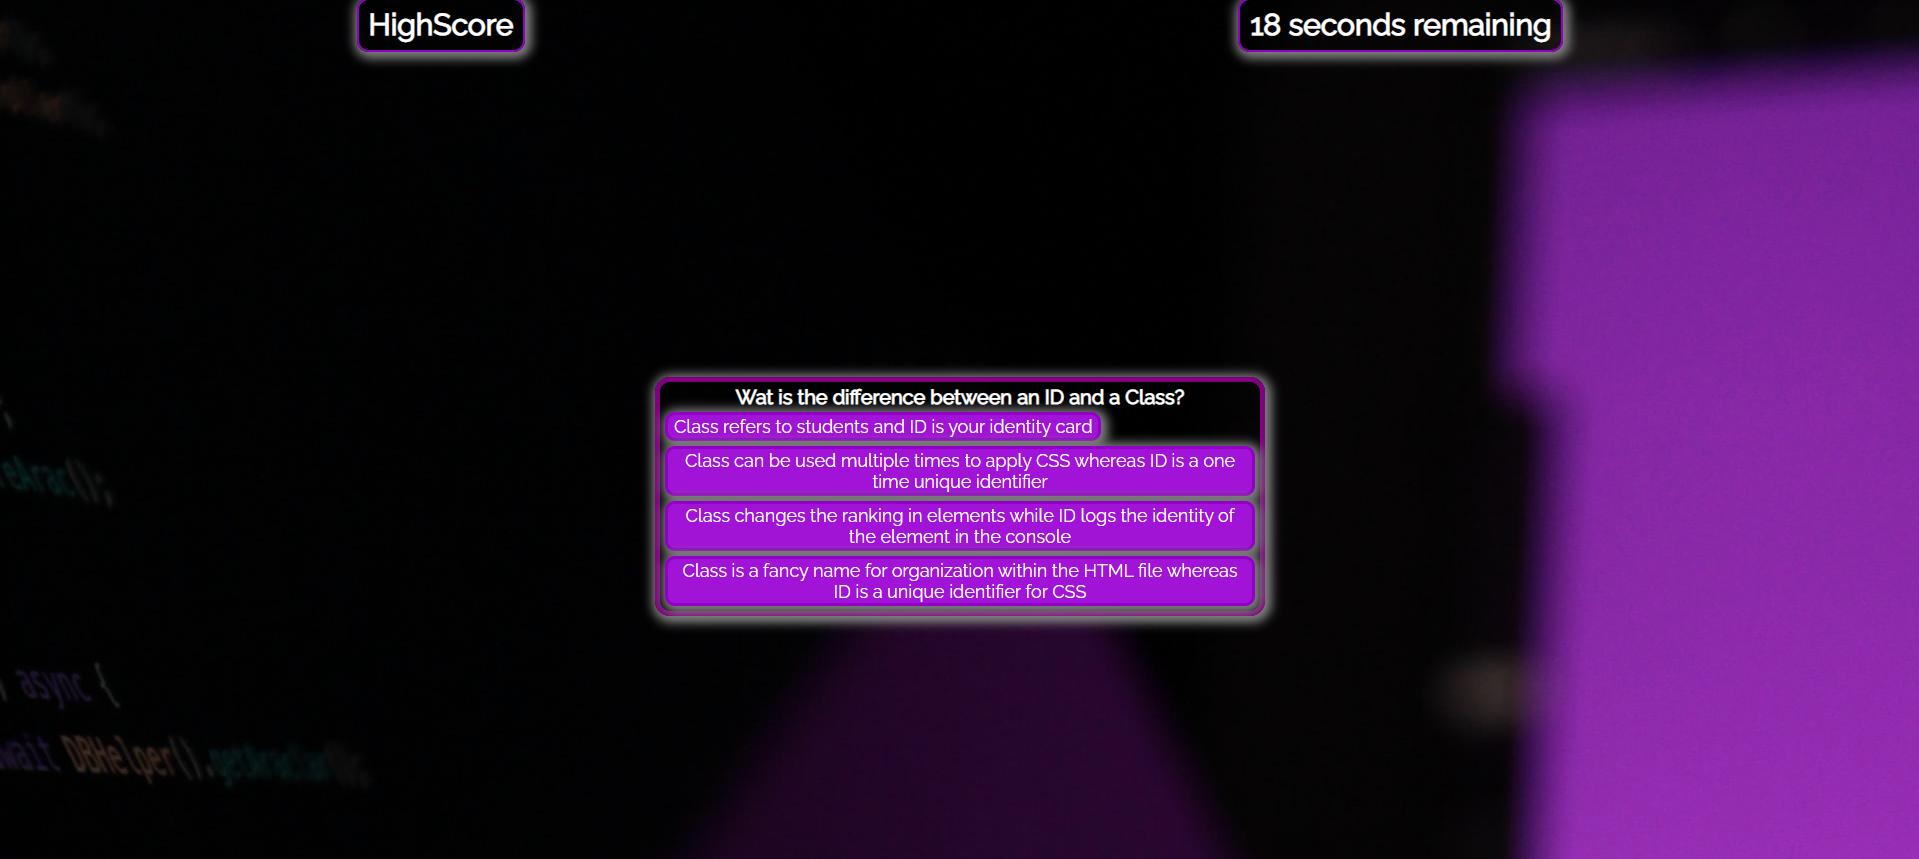 HighScore
18 seconds remaining
Wat is the difference between an ID and a Class?
Class refers to students and ID is your identity card
Class can be used multiple times to apply CSS whereas ID is a one
time unique identifier
Class changes the ranking in elements while ID logs the identity of
the element in the console
Class is a fancy name for organization within the HTML file whereas
ID is a unique identifier for CSS
eArac();
async {
wait DBHelper().